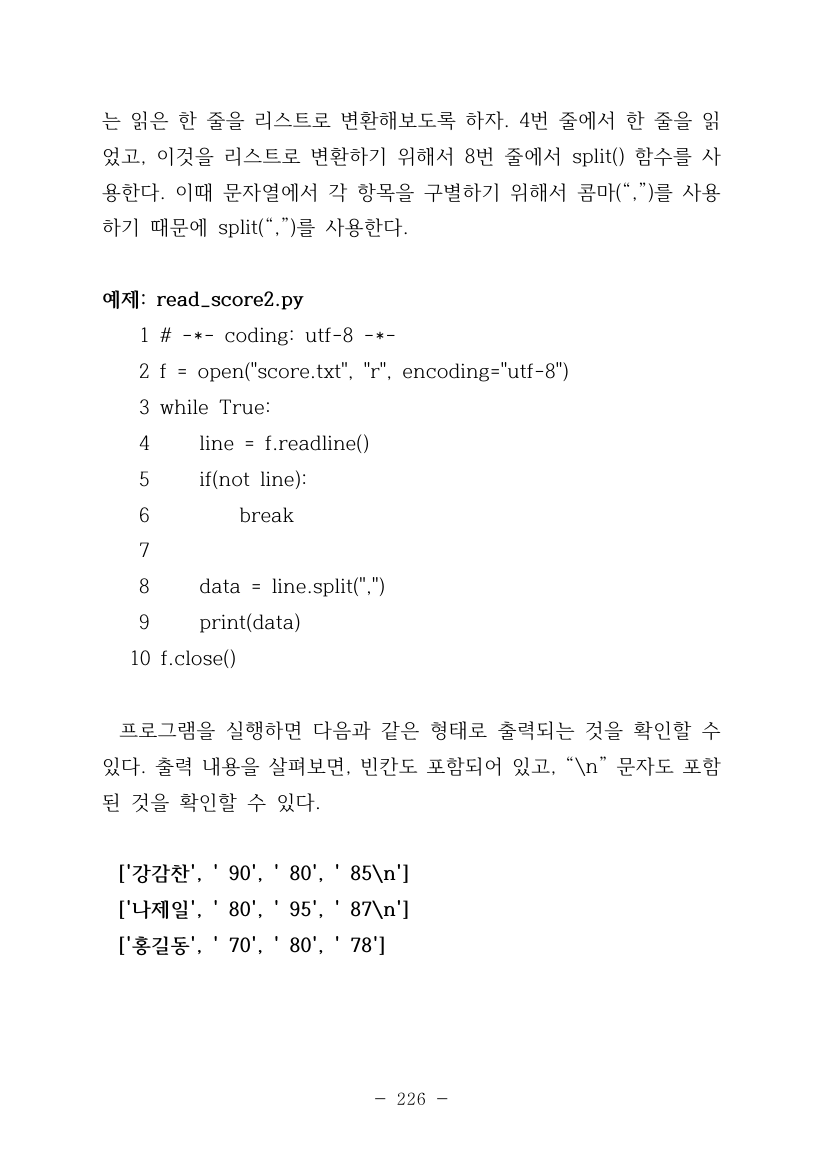 는 읽은 한 줄을 리스트로 변환해보도록 하자. 4번 줄에서 한 줄을 읽
었고, 이것을 리스트로 변환하기 위해서 8번 줄에서 split() 함수를 사
용한다. 이때 문자열에서 각 항목을 구별하기 위해서 콤마(“,”)를 사용
하기 때문에 split(“,”)를 사용한다.
예제: read_score2.py
1 # -*- coding: utf-8 -*-
2 f = open("score.txt", "r", encoding="utf-8")
3 while True:
4     line = f.readline()
5     if(not line):
6         break
7
8     data = line.split(",")
9     print(data)
10 f.close()
프로그램을 실행하면 다음과 같은 형태로 출력되는 것을 확인할 수
있다. 출력 내용을 살펴보면, 빈칸도 포함되어 있고, “\n” 문자도 포함
된 것을 확인할 수 있다.
['강감찬', ' 90', ' 80', ' 85\n']
['나제일', ' 80', ' 95', ' 87\n']
['홍길동', ' 70', ' 80', ' 78']
- 226 -